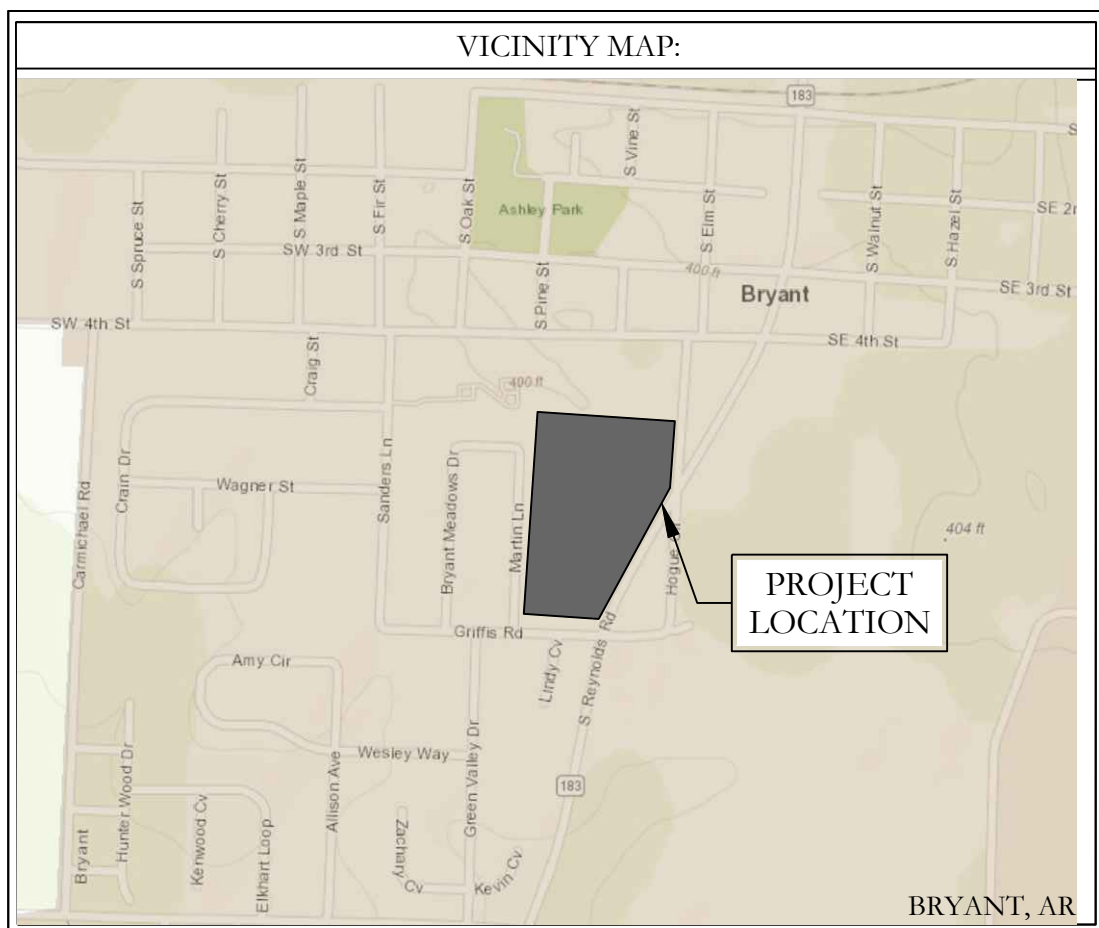 VICINITY MAP:
183
S Vine St
S Spruce St
S Cherry St
S Maple St
S Fir St
S Oak St
Ashley Park
S Elm St
S Walnut St
S Hazel St
SE 2
SW 3rd St
S Pine St
400 ft
Bryant
SE 3rd St
SW 4th St
SE 4th St
Craig St
400 ft
Carmichael Rd
Crain Dr
Wagner St
Sanders Ln
Bryant Meadows Dr
Martin Ln
404 ft
Hogue
PROJECT
LOCATION
Griffis Rd
Lindy Cv
S Reynolds Rd
Amy Cir
Wesley Way
Green Valley Dr
183
Bryant
Hunter Wood Dr
Kenwood Cv
Elkhart Loop
Allison Ave
Zachary
Cv
Kevin Cv
BRYANT, AR